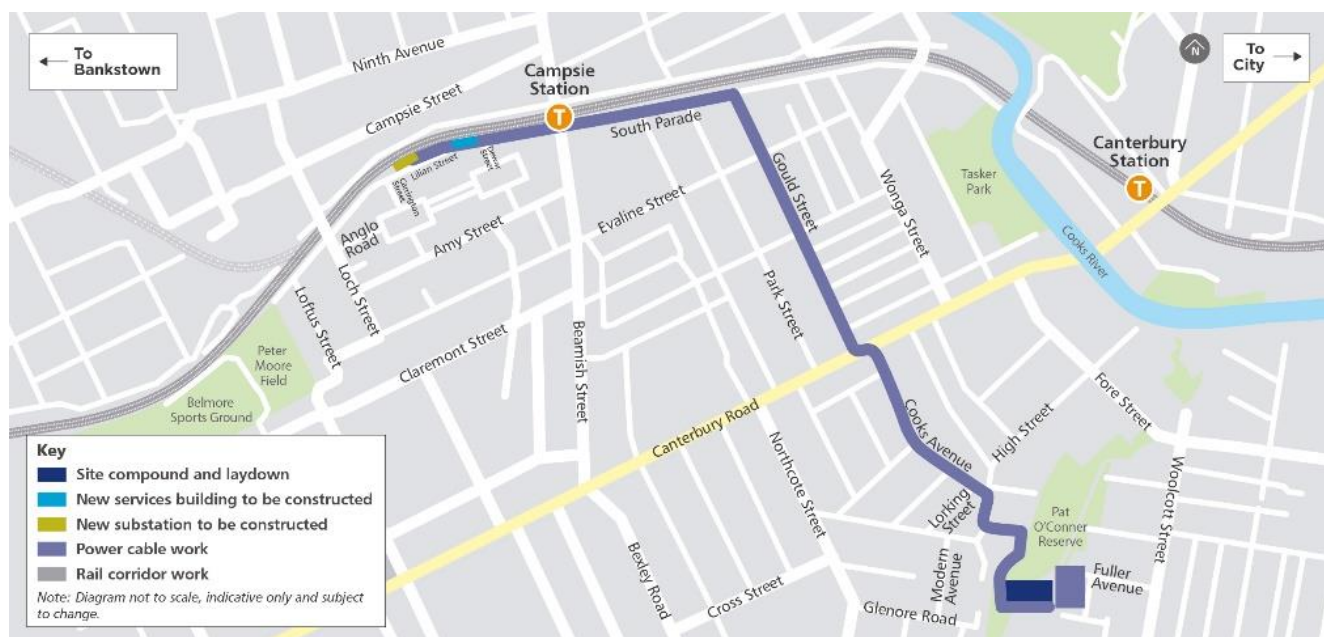 To
Bankstown
Ninth Avenue
Campsie
Station
T
N
To
City
Campsie Street
South Parade
Canterbury
Station
T
Lilian Street
Dewar
Street
Carrington
Street
Gould Street
Wonga Street
Tasker
Park
Evaline Street
Anglo
Road
Amy Street
Cooks River
Loch Street
Loftus Street
Park Street
Peter
Moore
Field
Claremont Street
Beamish Street
Belmore
Sports Ground
Canterbury Road
Cooks Avenue
High Street
Fore Street
Northcote Street
Woolcott Street
Lorking
Street
Pat
O'Conner
Reserve
Bexley Road
Cross Street
Modern
Avenue
Glenore Road
Fuller
Avenue
Key
Site compound and laydown
New services building to be constructed
New substation to be constructed
Power cable work
Rail corridor work
Note: Diagram not to scale, indicative only and subject
to change.